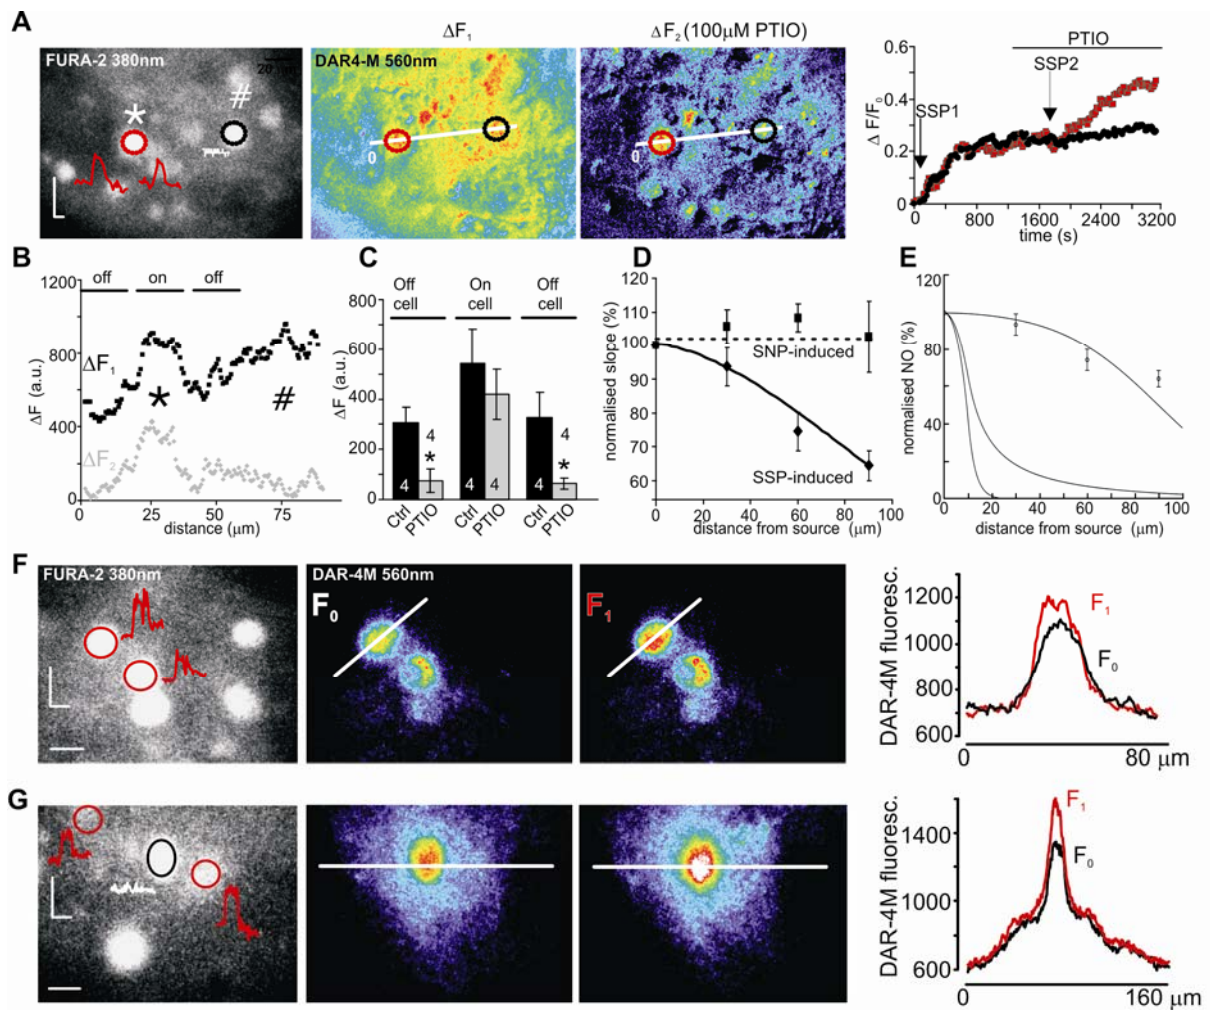 A
ΔF1
ΔF2 (100μM PTIO)
FURA-2 380nm
20
*
#
DAR4-M 560nm
0
0
PTIO
SSP1
SSP2
Δ F/F0
0.6
0.4
0.2
0.0
0
800
1600
2400
3200
time (s)
B
off
on
off
ΔF (a.u.)
1200
800
400
0
ΔF1
ΔF2
*
#
0
25
50
75
distance (μm)
C
Off cell
On cell
Off cell
ΔF (a.u.)
800
600
400
200
0
4
4
*
4
4
4
4
*
Ctrl
PTIO
Ctrl
PTIO
Ctrl
PTIO
D
normalised slope (%)
120
110
100
90
80
70
60
SNP-induced
SSP-induced
0
20
40
60
80
100
distance from source (μm)
E
normalised NO (%)
100
80
60
40
0
0
20
40
60
80
100
distance from source (μm)
F
FURA-2 380nm
DAR-4M 560nm
F0
F1
DAR-4M fluoresc.
1200
1000
800
600
F1
F0
0
80 μm
G
DAR-4M fluoresc.
1400
1200
1000
800
600
F1
F0
0
160 μm